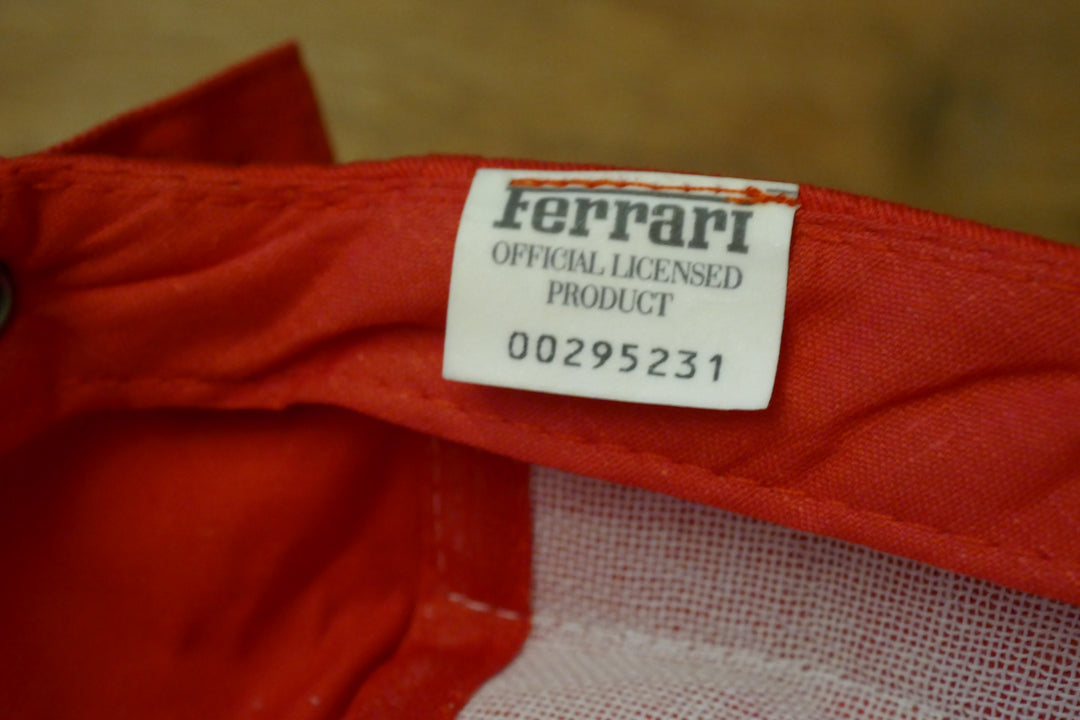 Ferrari
OFFICIAL LICENSED
PRODUCT
00295231